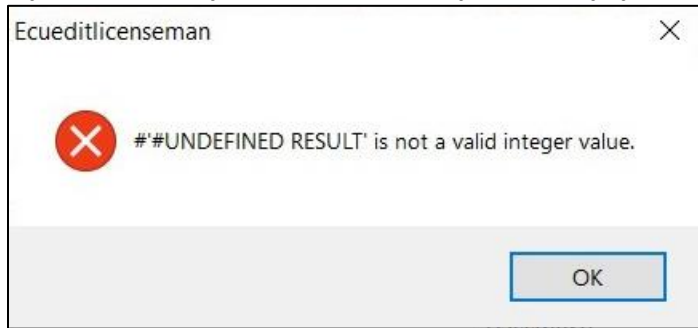 Ecueditlicenseman
#'#UNDEFINED RESULT' is not a valid integer value.
OK